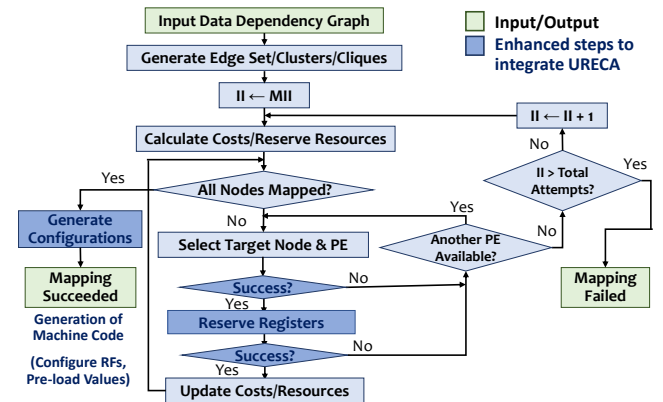 Input Data Dependency Graph
Input/Output
Enhanced steps to
integrate URECA
Generate Edge Set/Clusters/Cliques
II ← MII
II ← II + 1
Calculate Costs/Reserve Resources
No
Yes
II > Total
Attempts?
Yes
All Nodes Mapped?
No
Yes
No
Generate
Configurations
Select Target Node & PE
Another PE
Available?
Mapping
Succeeded
Success?
No
Mapping
Failed
Yes
Generation of
Machine Code
Reserve Registers
(Configure RFs,
Pre-load Values)
Success?
No
Yes
Update Costs/Resources